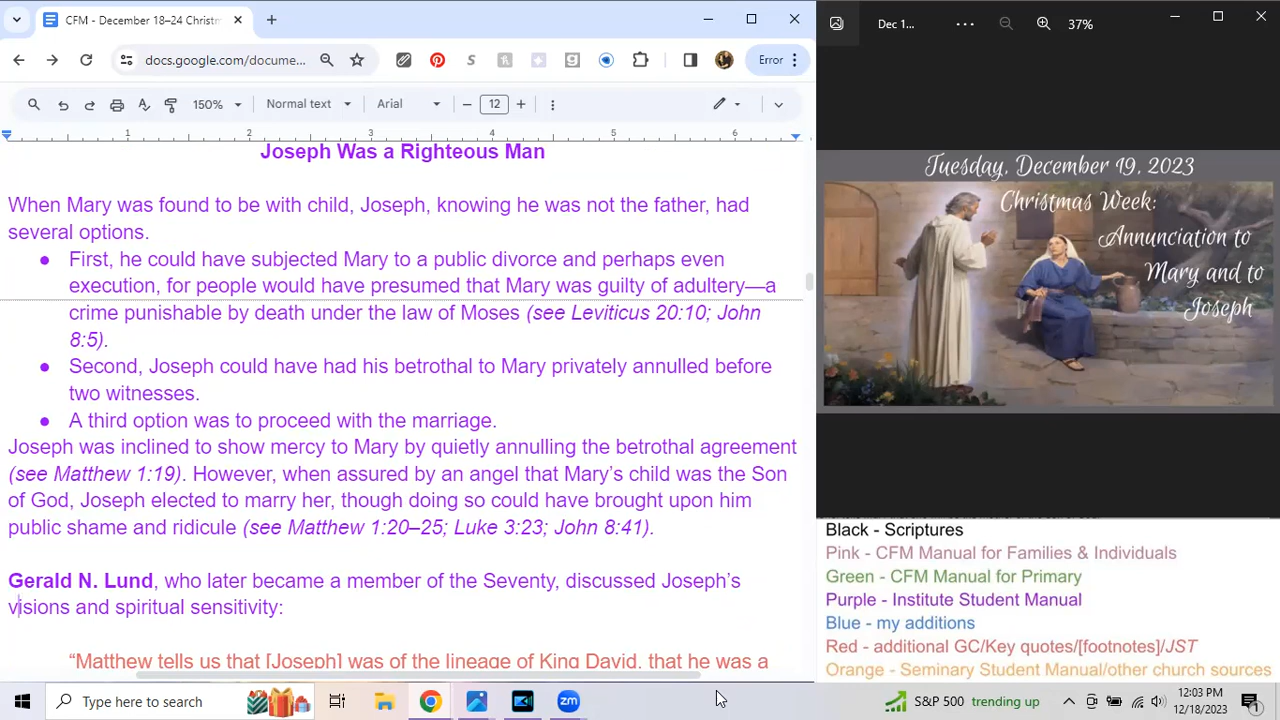 CFM - December 18–24 Christm
docs.google.com/docume...
Error
150%
Normal text
Arial
12
1 2 3 4 5 6
Joseph Was a Righteous Man
When Mary was found to be with child, Joseph, knowing he was not the father, had
several options.
● First, he could have subjected Mary to a public divorce and perhaps even
execution, for people would have presumed that Mary was guilty of adultery—a
crime punishable by death under the law of Moses (see Leviticus 20:10; John
8:5).
● Second, Joseph could have had his betrothal to Mary privately annulled before
two witnesses.
● A third option was to proceed with the marriage.
Joseph was inclined to show mercy to Mary by quietly annulling the betrothal agreement
(see Matthew 1:19). However, when assured by an angel that Mary’s child was the Son
of God, Joseph elected to marry her, though doing so could have brought upon him
public shame and ridicule (see Matthew 1:20–25; Luke 3:23; John 8:41).
Gerald N. Lund, who later became a member of the Seventy, discussed Joseph’s
visions and spiritual sensitivity:
“Matthew tells us that [Joseph] was of the lineage of King David, that he was a
Dec 1...
37%
Tuesday, December 19, 2023
Christmas Week:
Annunciation to
Mary and to
Joseph
Black - Scriptures
Pink - CFM Manual for Families & Individuals
Green - CFM Manual for Primary
Purple - Institute Student Manual
Blue - my additions
Red - additional GC/Key quotes/[footnotes]/JST
Orange - Seminary Student Manual/other church sources
Type here to search
zm
S&P 500 trending up
12:03 PM
12/18/2023
1